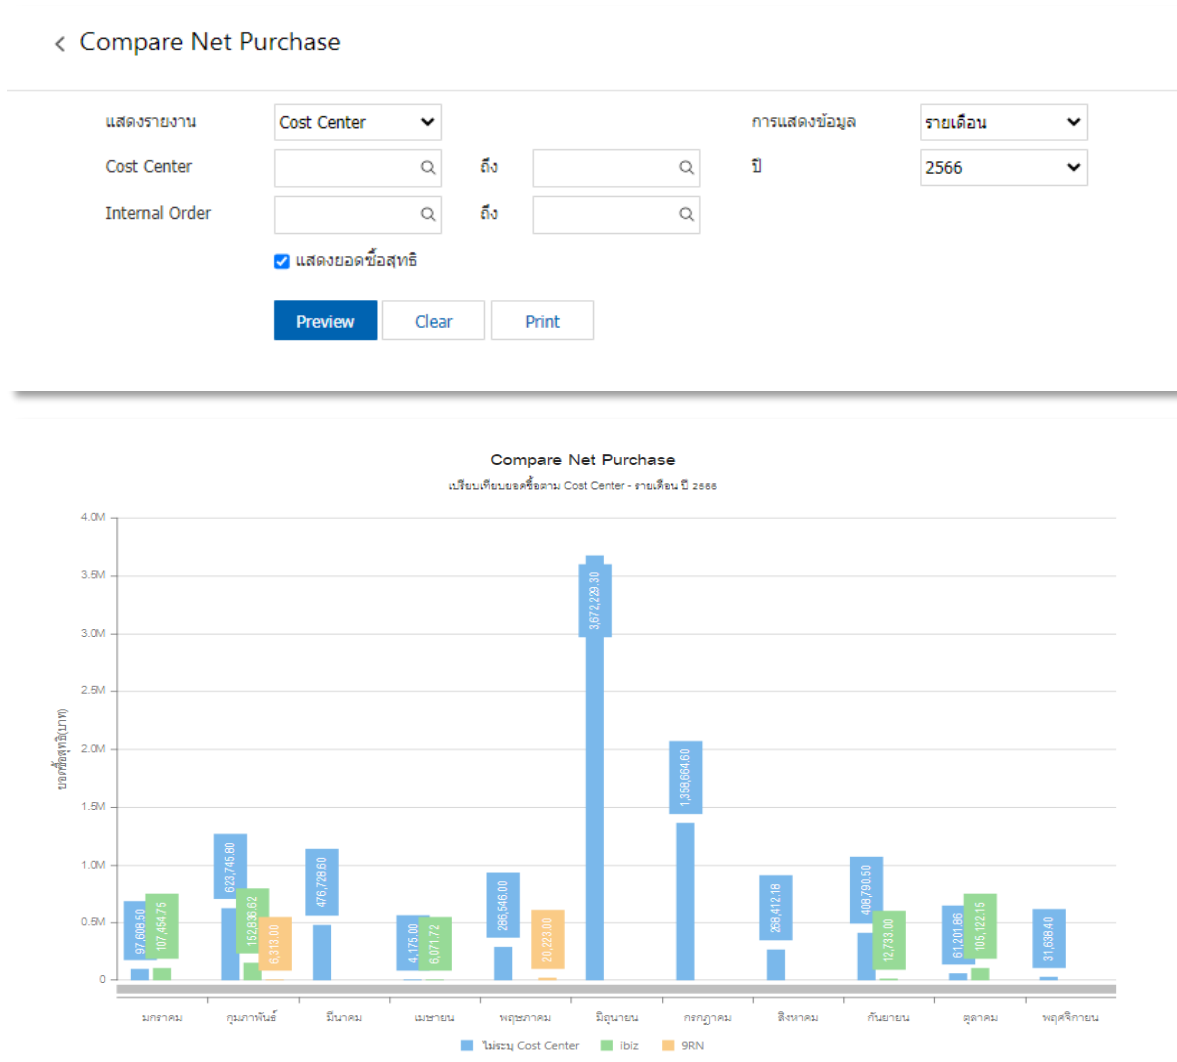 Compare Net Purchase
แสดงรายงาน Cost Center การแสดงข้อมูล รายเดือน
Cost Center ถึง ปี 2566
Internal Order ถึง
แสดงยอดซื้อสุทธิ
Preview Clear Print
Compare Net Purchase
เปรียบเทียบยอดซื้อตาม Cost Center - รายเดือน ปี 2566
ยอดซื้อสุทธิ(บาท)
4.0M
3.5M
3.0M
2.5M
2.0M
1.5M
1.0M
0.5M
0
97,608.50
107,454.75
623,745.80
152,836.62
6,313.00
476,728.60
4,175.00
6,071.72
286,546.00
20,223.00
3,672,229.30
1,358,664.60
268,412.18
408,790.50
12,733.00
61,201.86
105,122.15
31,638.40
มกราคม กุมภาพันธ์ มีนาคม เมษายน พฤษภาคม มิถุนายน กรกฎาคม สิงหาคม กันยายน ตุลาคม พฤศจิกายน
ไม่ระบุ Cost Center ibiz 9RN